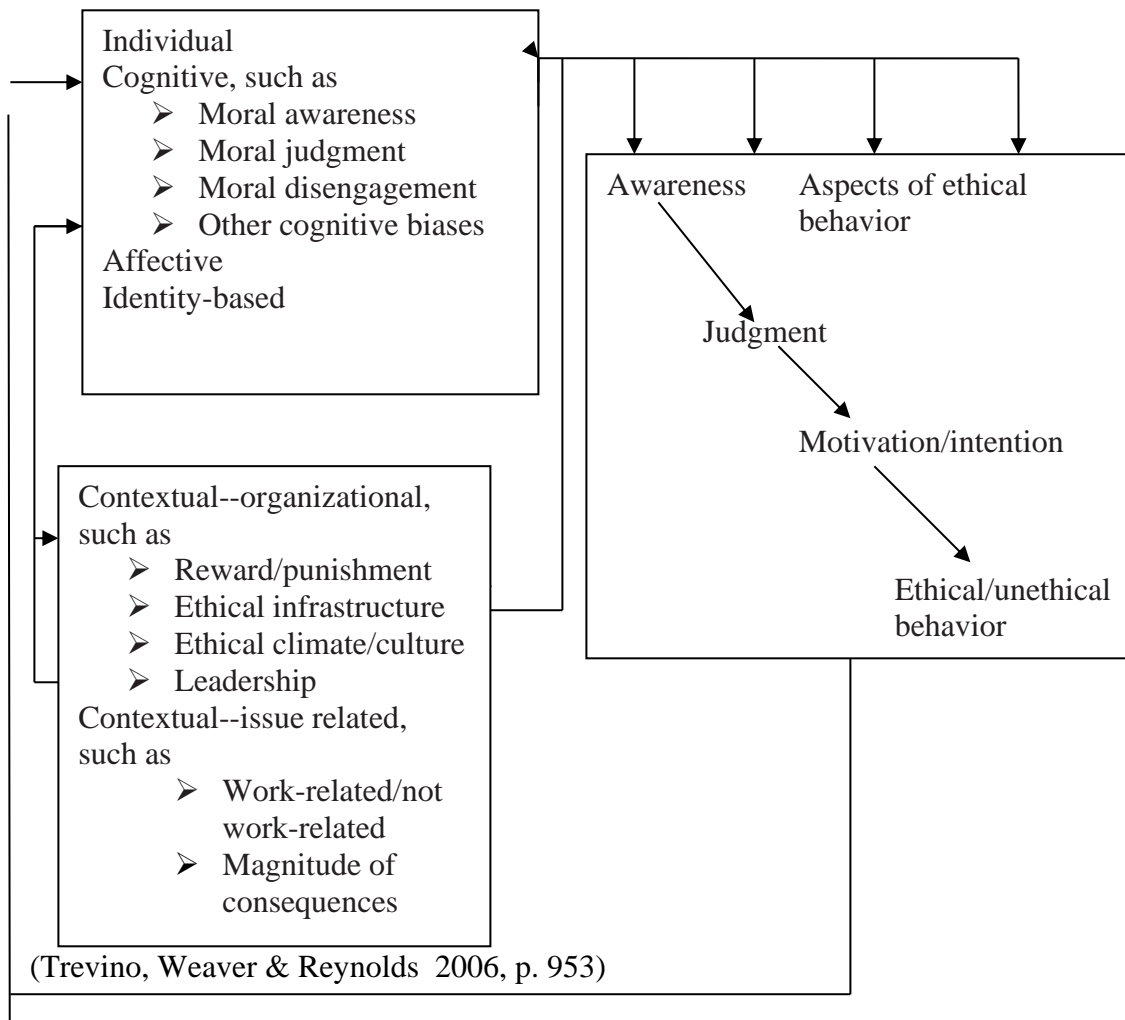 Individual
Cognitive, such as
➢ Moral awareness
➢ Moral judgment
➢ Moral disengagement
➢ Other cognitive biases
Affective
Identity-based
Awareness
Aspects of ethical
behavior
Judgment
Motivation/intention
Ethical/unethical
behavior
Contextual--organizational,
such as
➢ Reward/punishment
➢ Ethical infrastructure
➢ Ethical climate/culture
➢ Leadership
Contextual--issue related,
such as
➢ Work-related/not
work-related
➢ Magnitude of
consequences
(Trevino, Weaver & Reynolds 2006, p. 953)